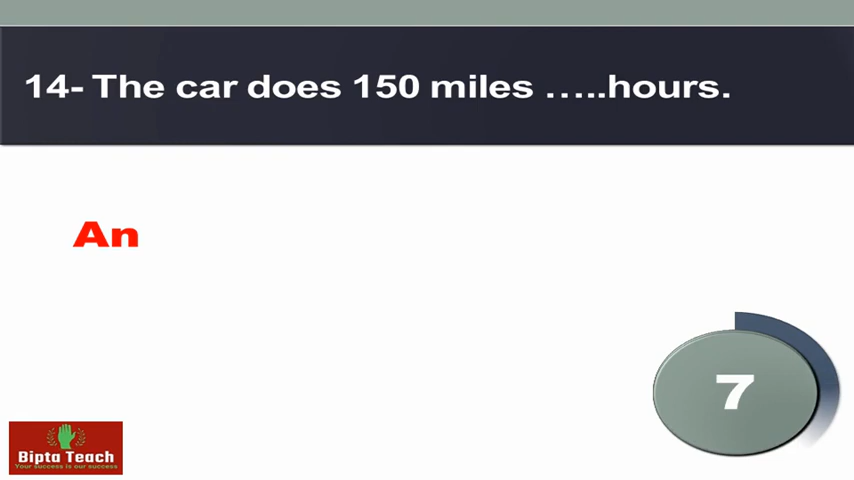 14- The car does 150 miles …..hours.
An
7
Bipta Teach
Your success is our success